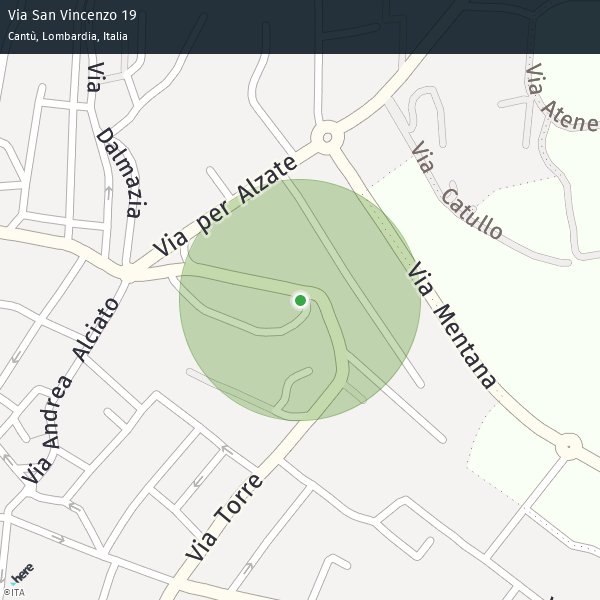 Via San Vincenzo 19
Cantù, Lombardia, Italia
Via Dalmazia
Via Atene
Via per Alzate
Via Catullo
Via Mentana
Via Andrea Alciato
Via Torre
here
©ITA